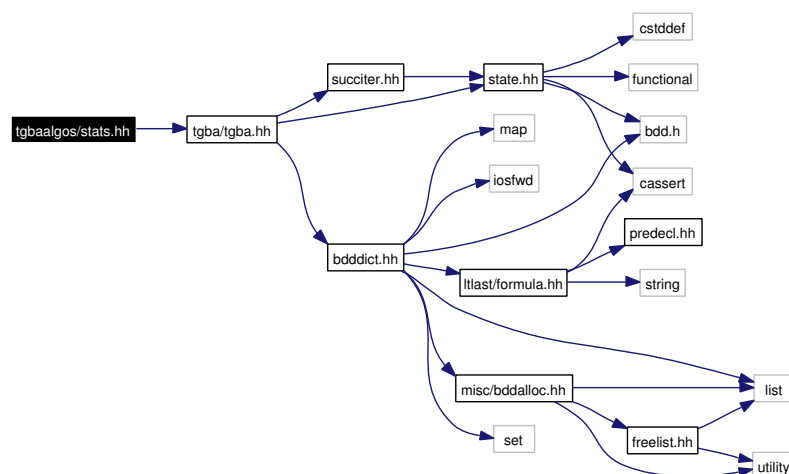 cstddef
succiter.hh
state.hh
functional
tgbaalgos/stats.hh
tgba/tgba.hh
map
bdd.h
iosfwd
cassert
predecl.hh
bdddict.hh
ltlast/formula.hh
string
misc/bddalloc.hh
list
set
freelist.hh
utility